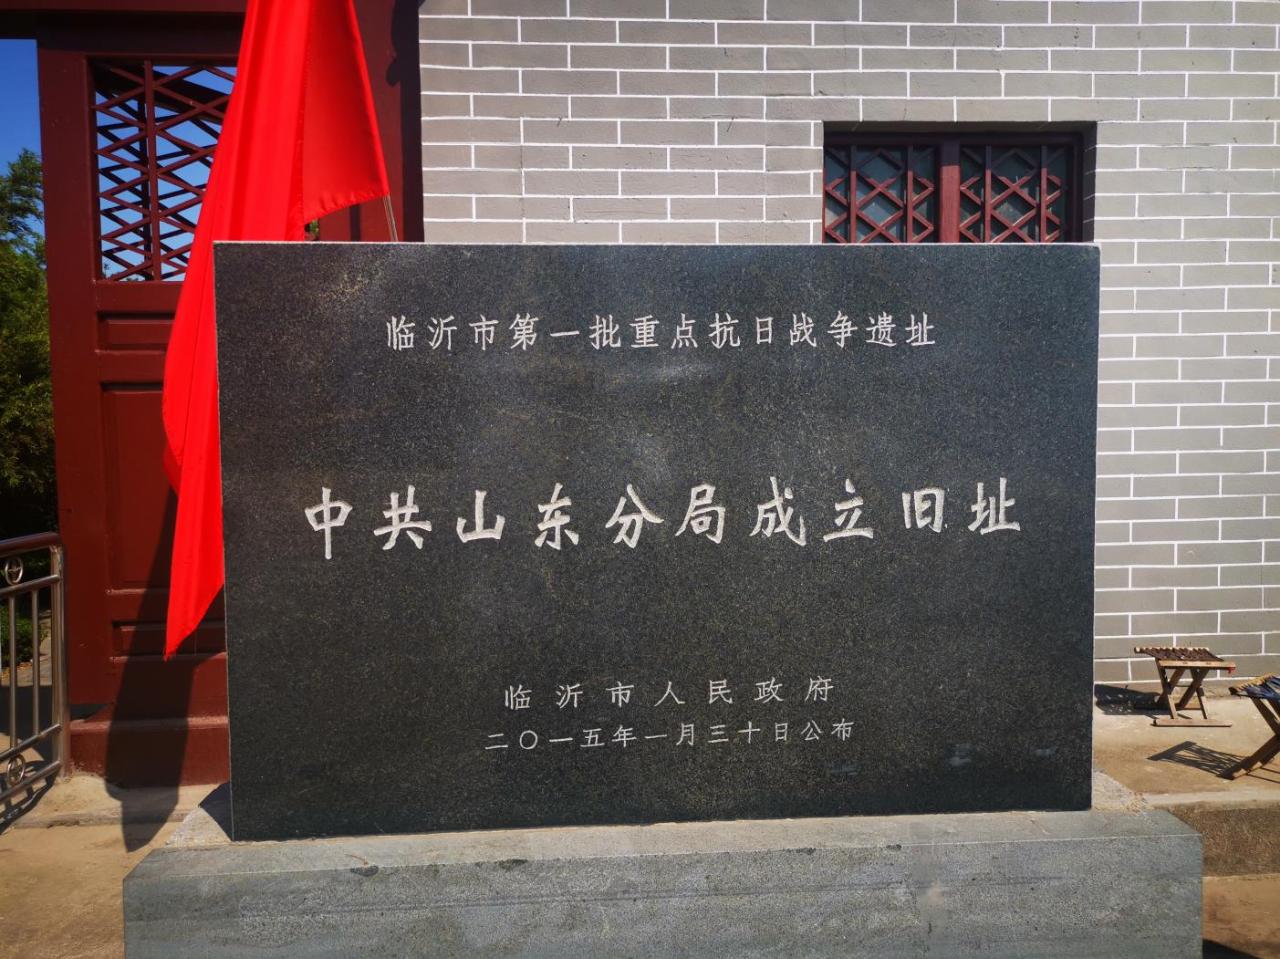 临沂市第一批重点抗日战争遗址
中共山东分局成立旧址
临沂市人民政府
二〇一五年一月三十日公布